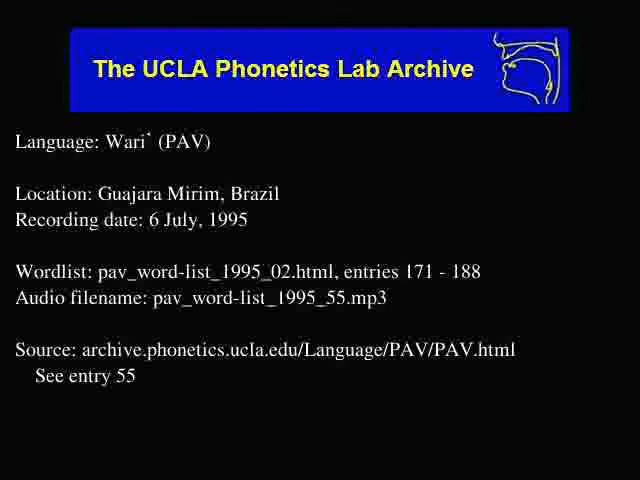 The UCLA Phonetics Lab Archive
Language: Wari` (PAV)
Location: Guajara Mirim, Brazil
Recording date: 6 July, 1995
Wordlist: pav_word-list_1995_02.html, entries 171 - 188
Audio filename: pav_word-list_1995_55.mp3
Source: archive.phonetics.ucla.edu/Language/PAV/PAV.html
See entry 55